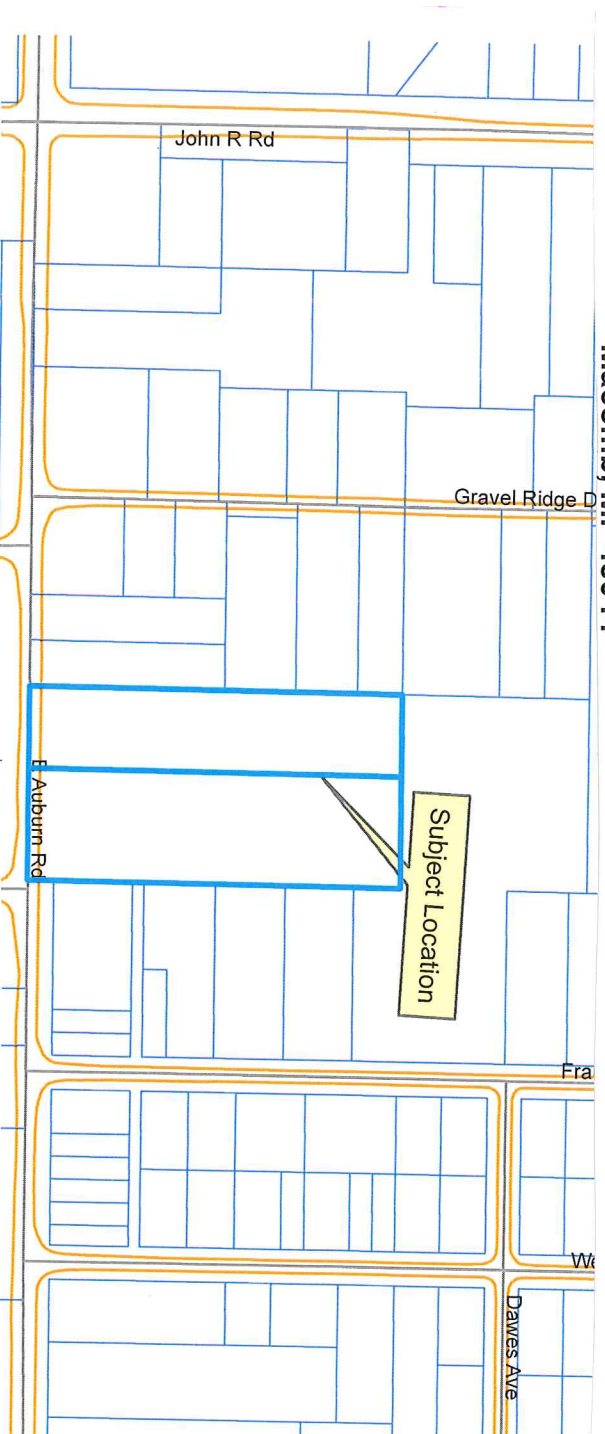 John R Rd
Gravel Ridge D
E Auburn Rd
Subject Location
Fra
We
Dawes Ave